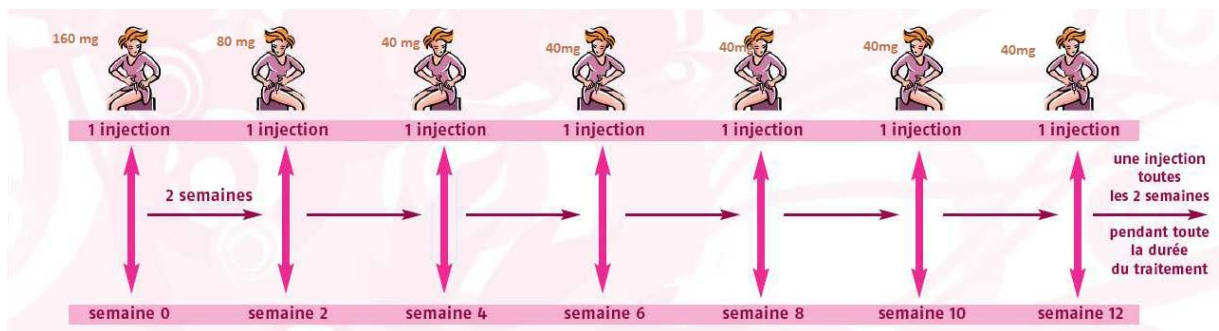 160 mg 80 mg 40 mg 40mg 40mg 40mg 40mg
1 injection 1 injection 1 injection 1 injection 1 injection 1 injection 1 injection
2 semaines
une injection
toutes
les 2 semaines
pendant toute
la durée
du traitement
semaine 0 semaine 2 semaine 4 semaine 6 semaine 8 semaine 10 semaine 12